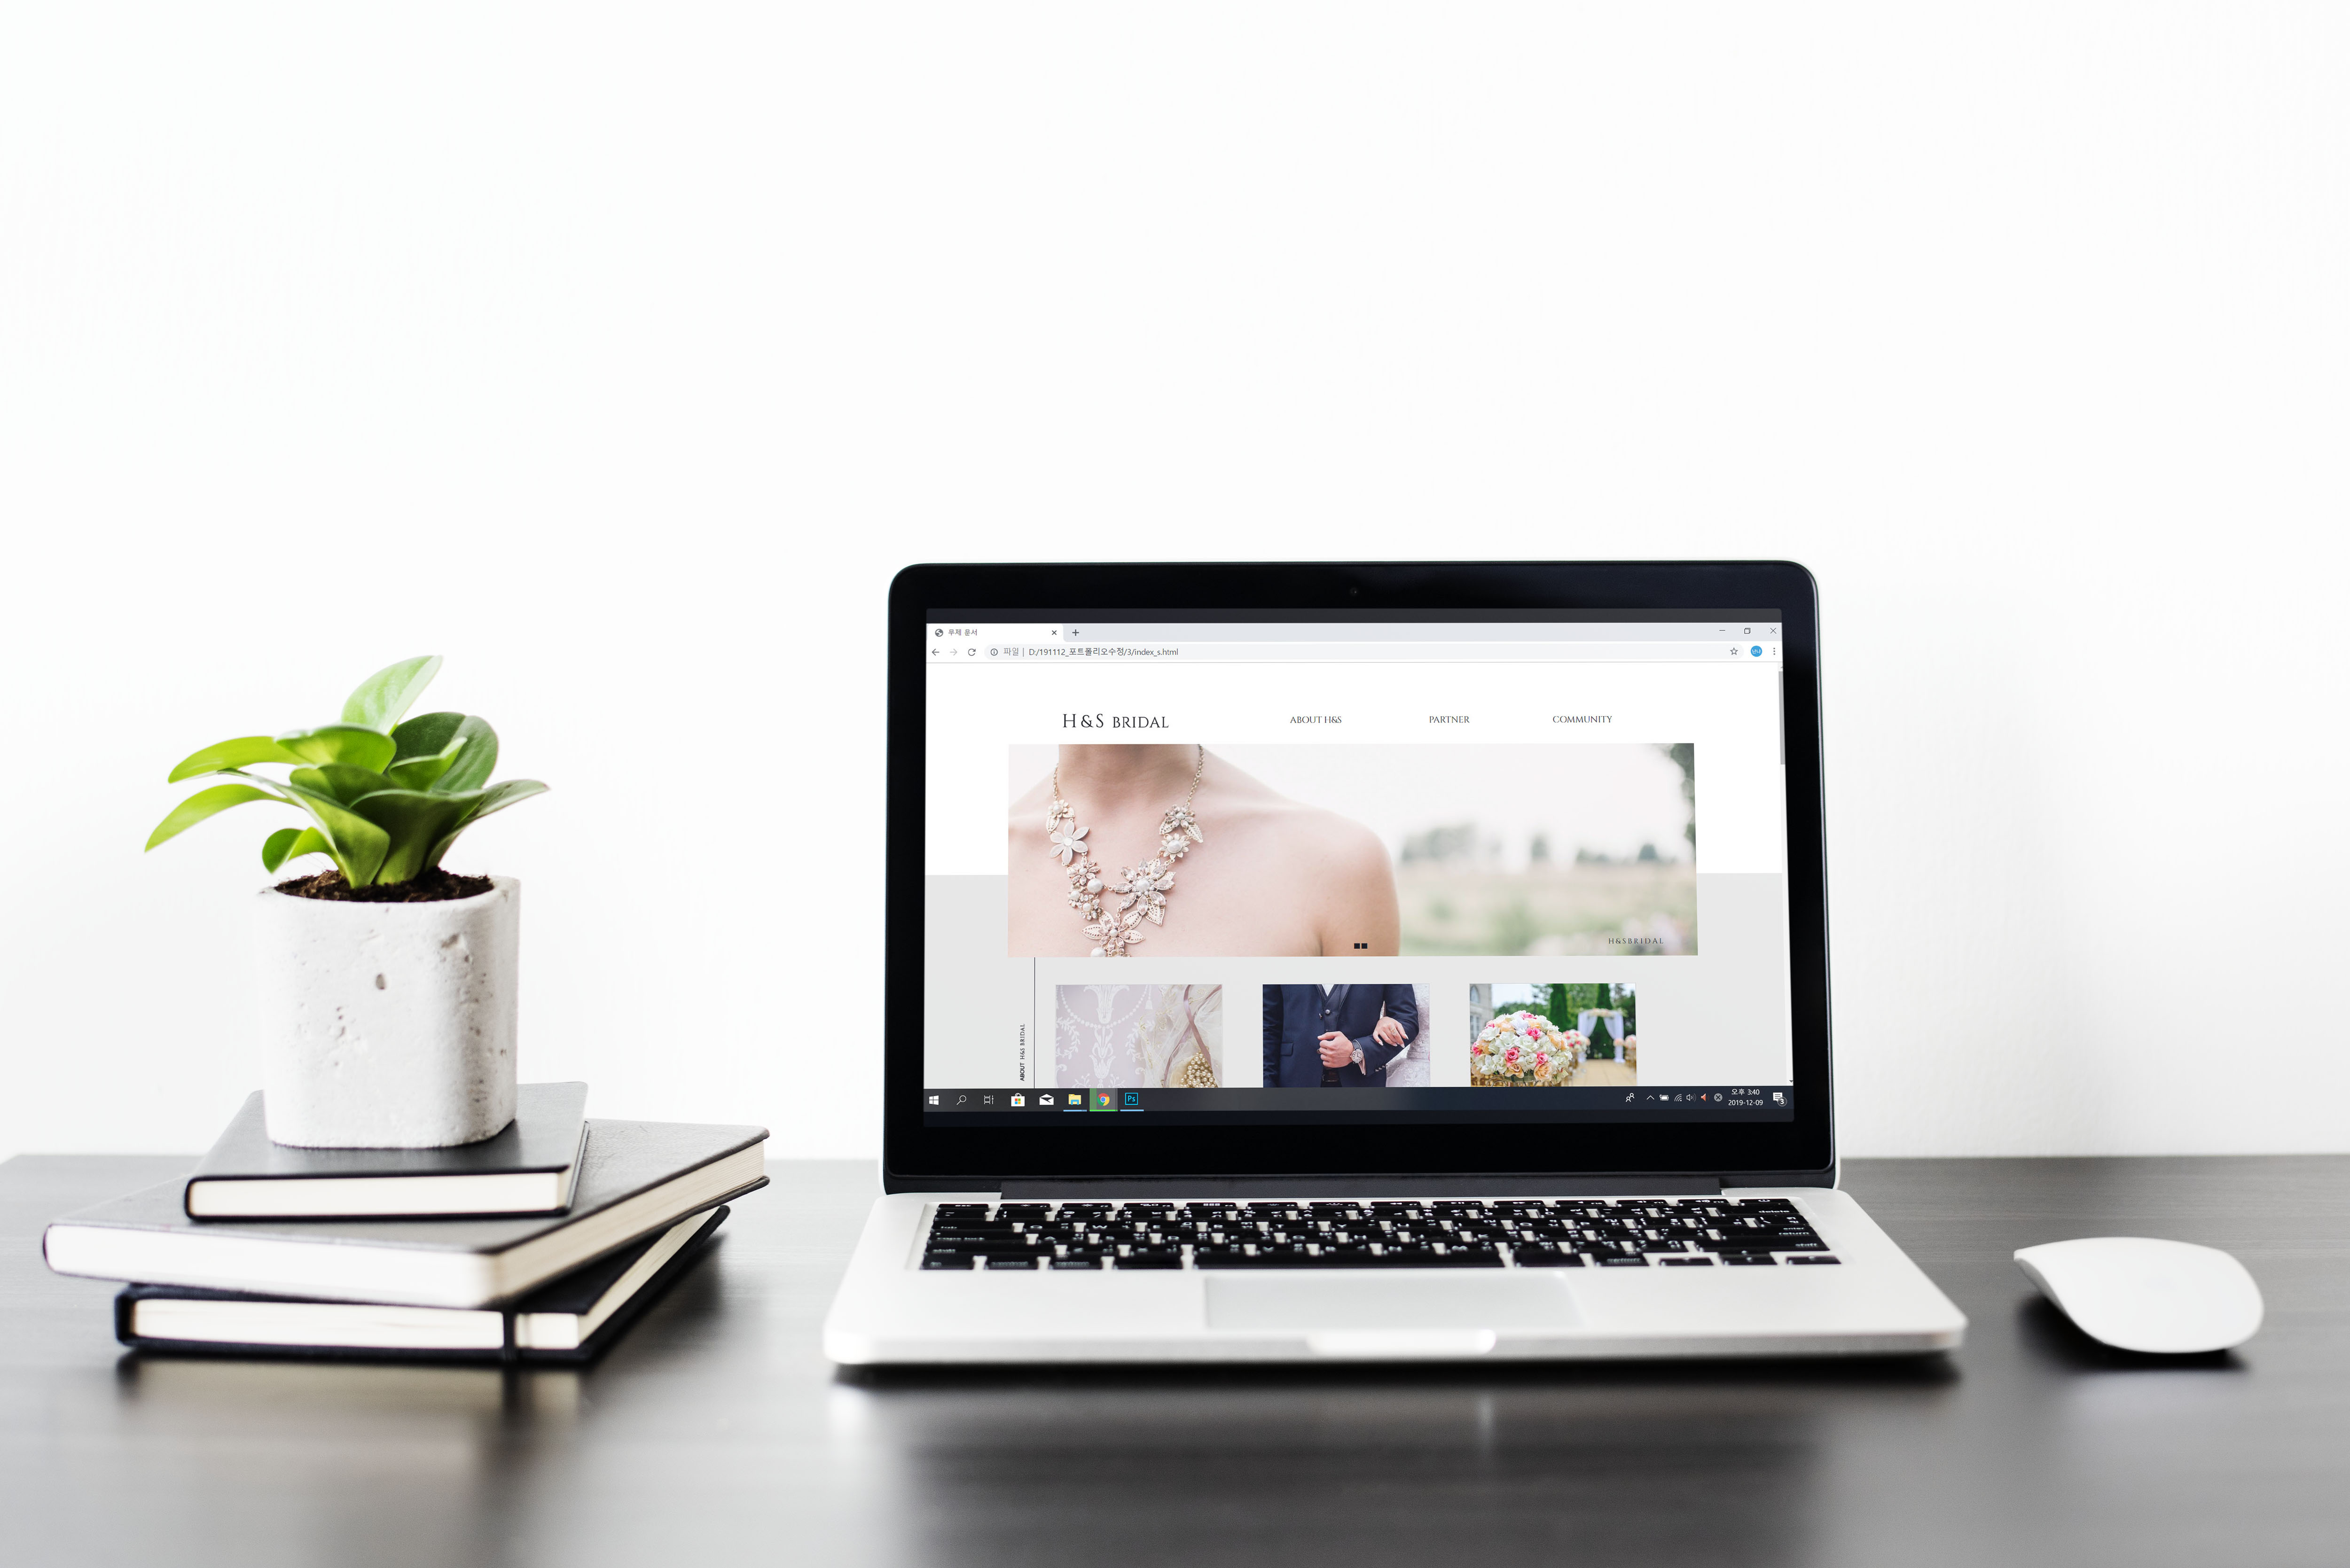 무제 문서
파일 | D:/191112_포트폴리오수정/3/index_s.html
H&S BRIDAL
ABOUT H&S
PARTNER
COMMUNITY
H&SBRIDAL
ABOUT H&S BRIDAL
Ps
오후 3:40
2019-12-09
3